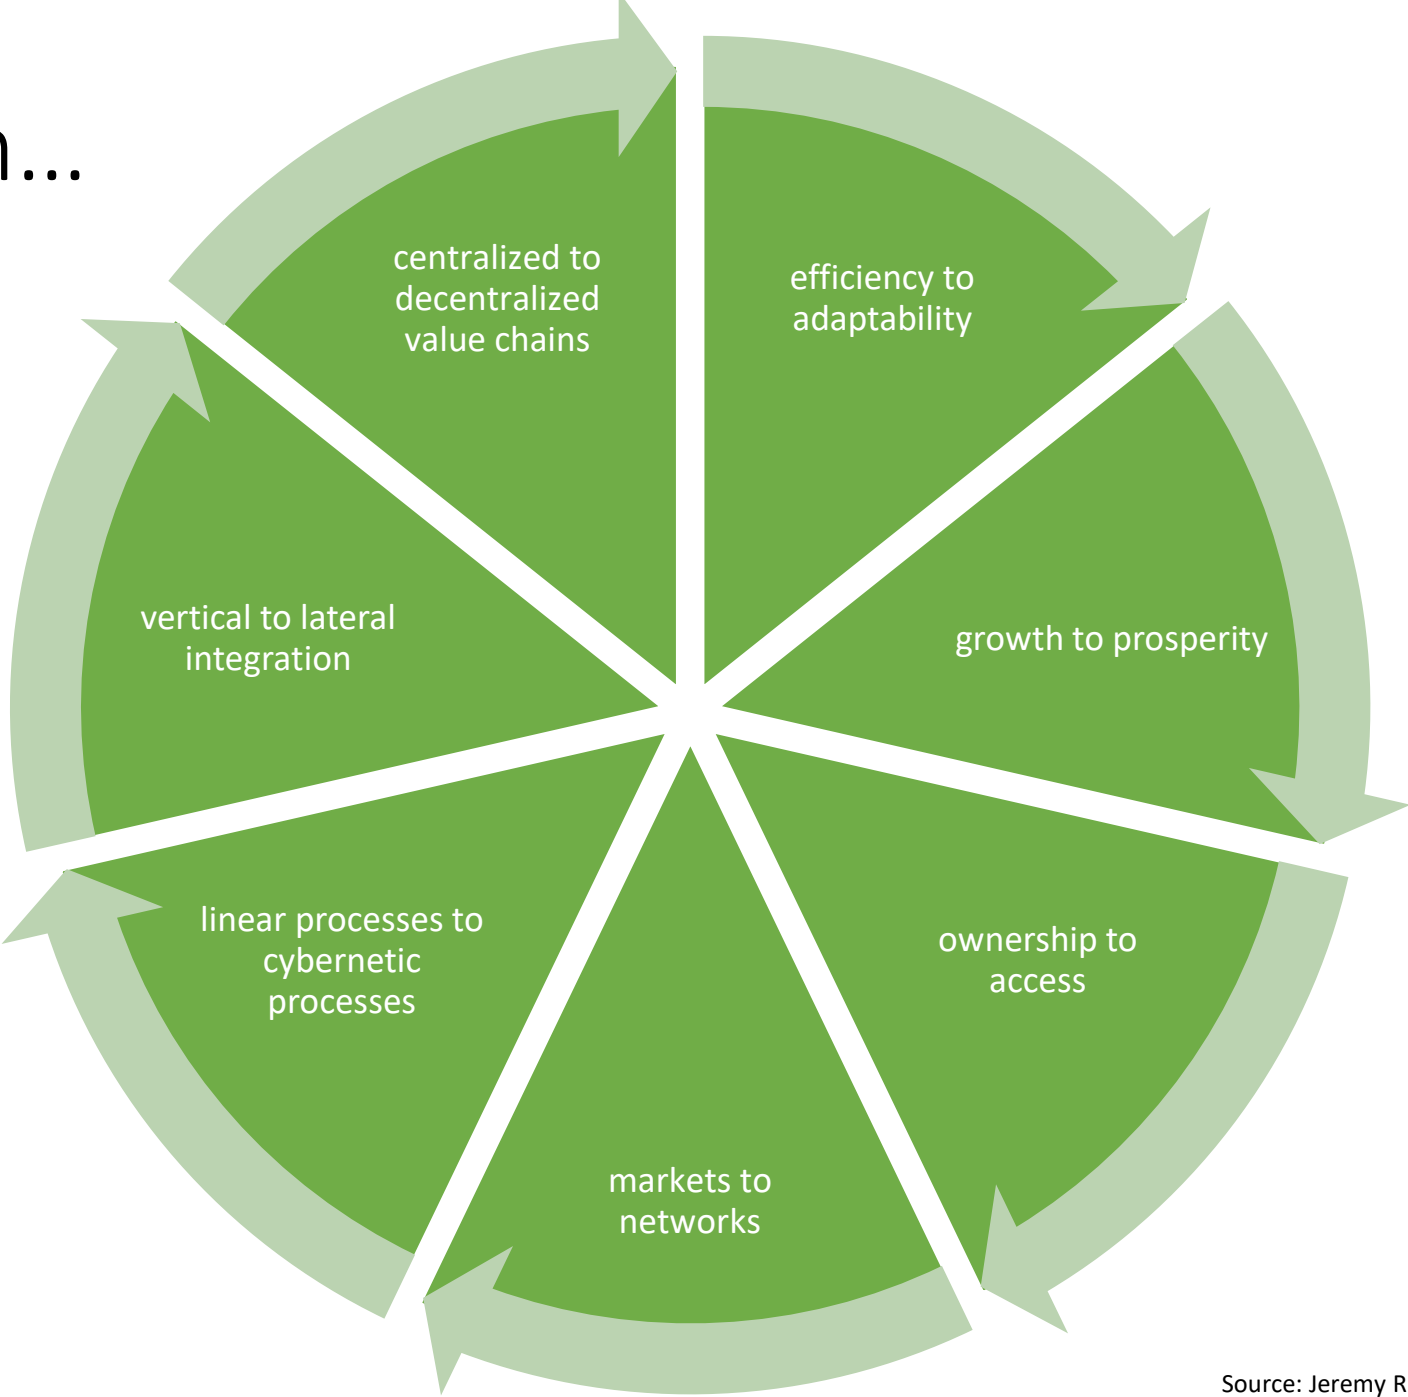 n...
efficiency to
adaptability
growth to prosperity
ownership to
access
markets to
networks
linear processes to
cybernetic
processes
vertical to lateral
integration
centralized to
decentralized
value chains
Source: Jeremy R